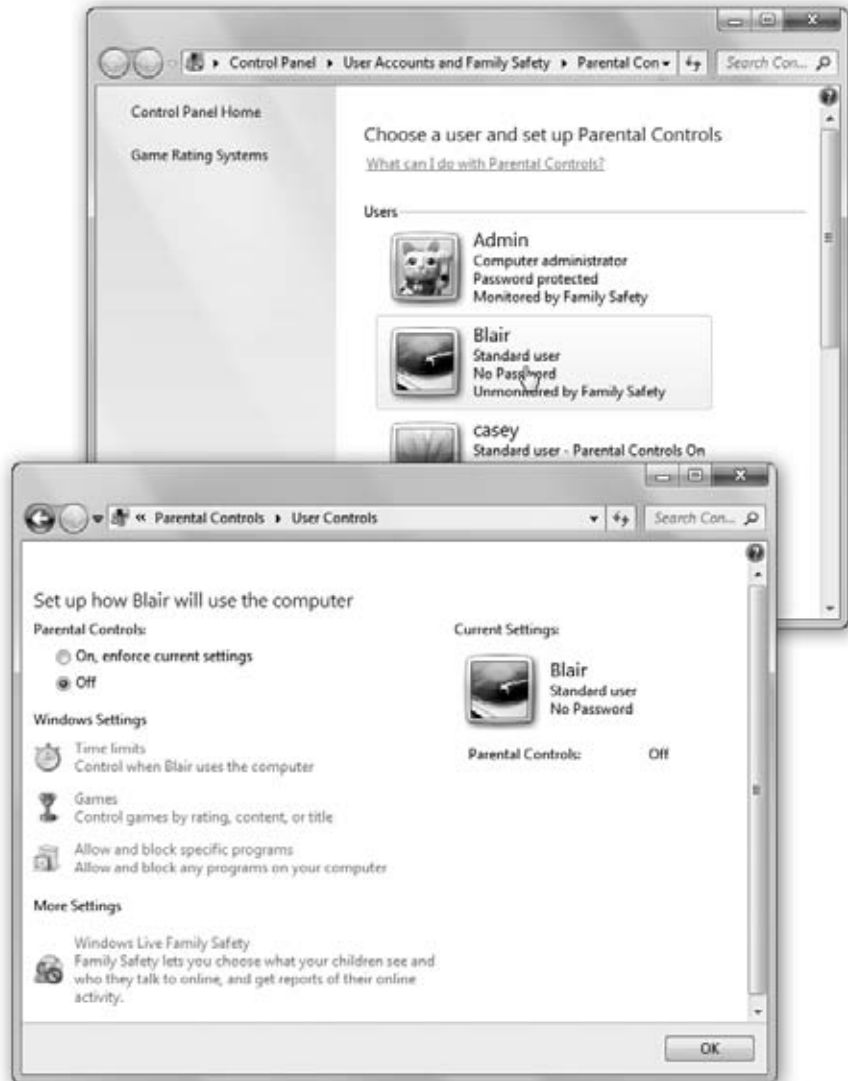 Control Panel ▸ User Accounts and Family Safety ▸ Parental Con
Search Con...
Control Panel Home
Game Rating Systems
Choose a user and set up Parental Controls
What can I do with Parental Controls?
Users
Admin
Computer administrator
Password protected
Monitored by Family Safety
Blair
Standard user
No Password
Unmonitored by Family Safety
casey
Standard user - Parental Controls On
« Parental Controls ▸ User Controls
Search Con...
Set up how Blair will use the computer
Parental Controls:
On, enforce current settings
Off
Windows Settings
Time limits
Control when Blair uses the computer
Games
Control games by rating, content, or title
Allow and block specific programs
Allow and block any programs on your computer
More Settings
Windows Live Family Safety
Family Safety lets you choose what your children see and
who they talk to online, and get reports of their online
activity.
Current Settings:
Blair
Standard user
No Password
Parental Controls: Off
OK